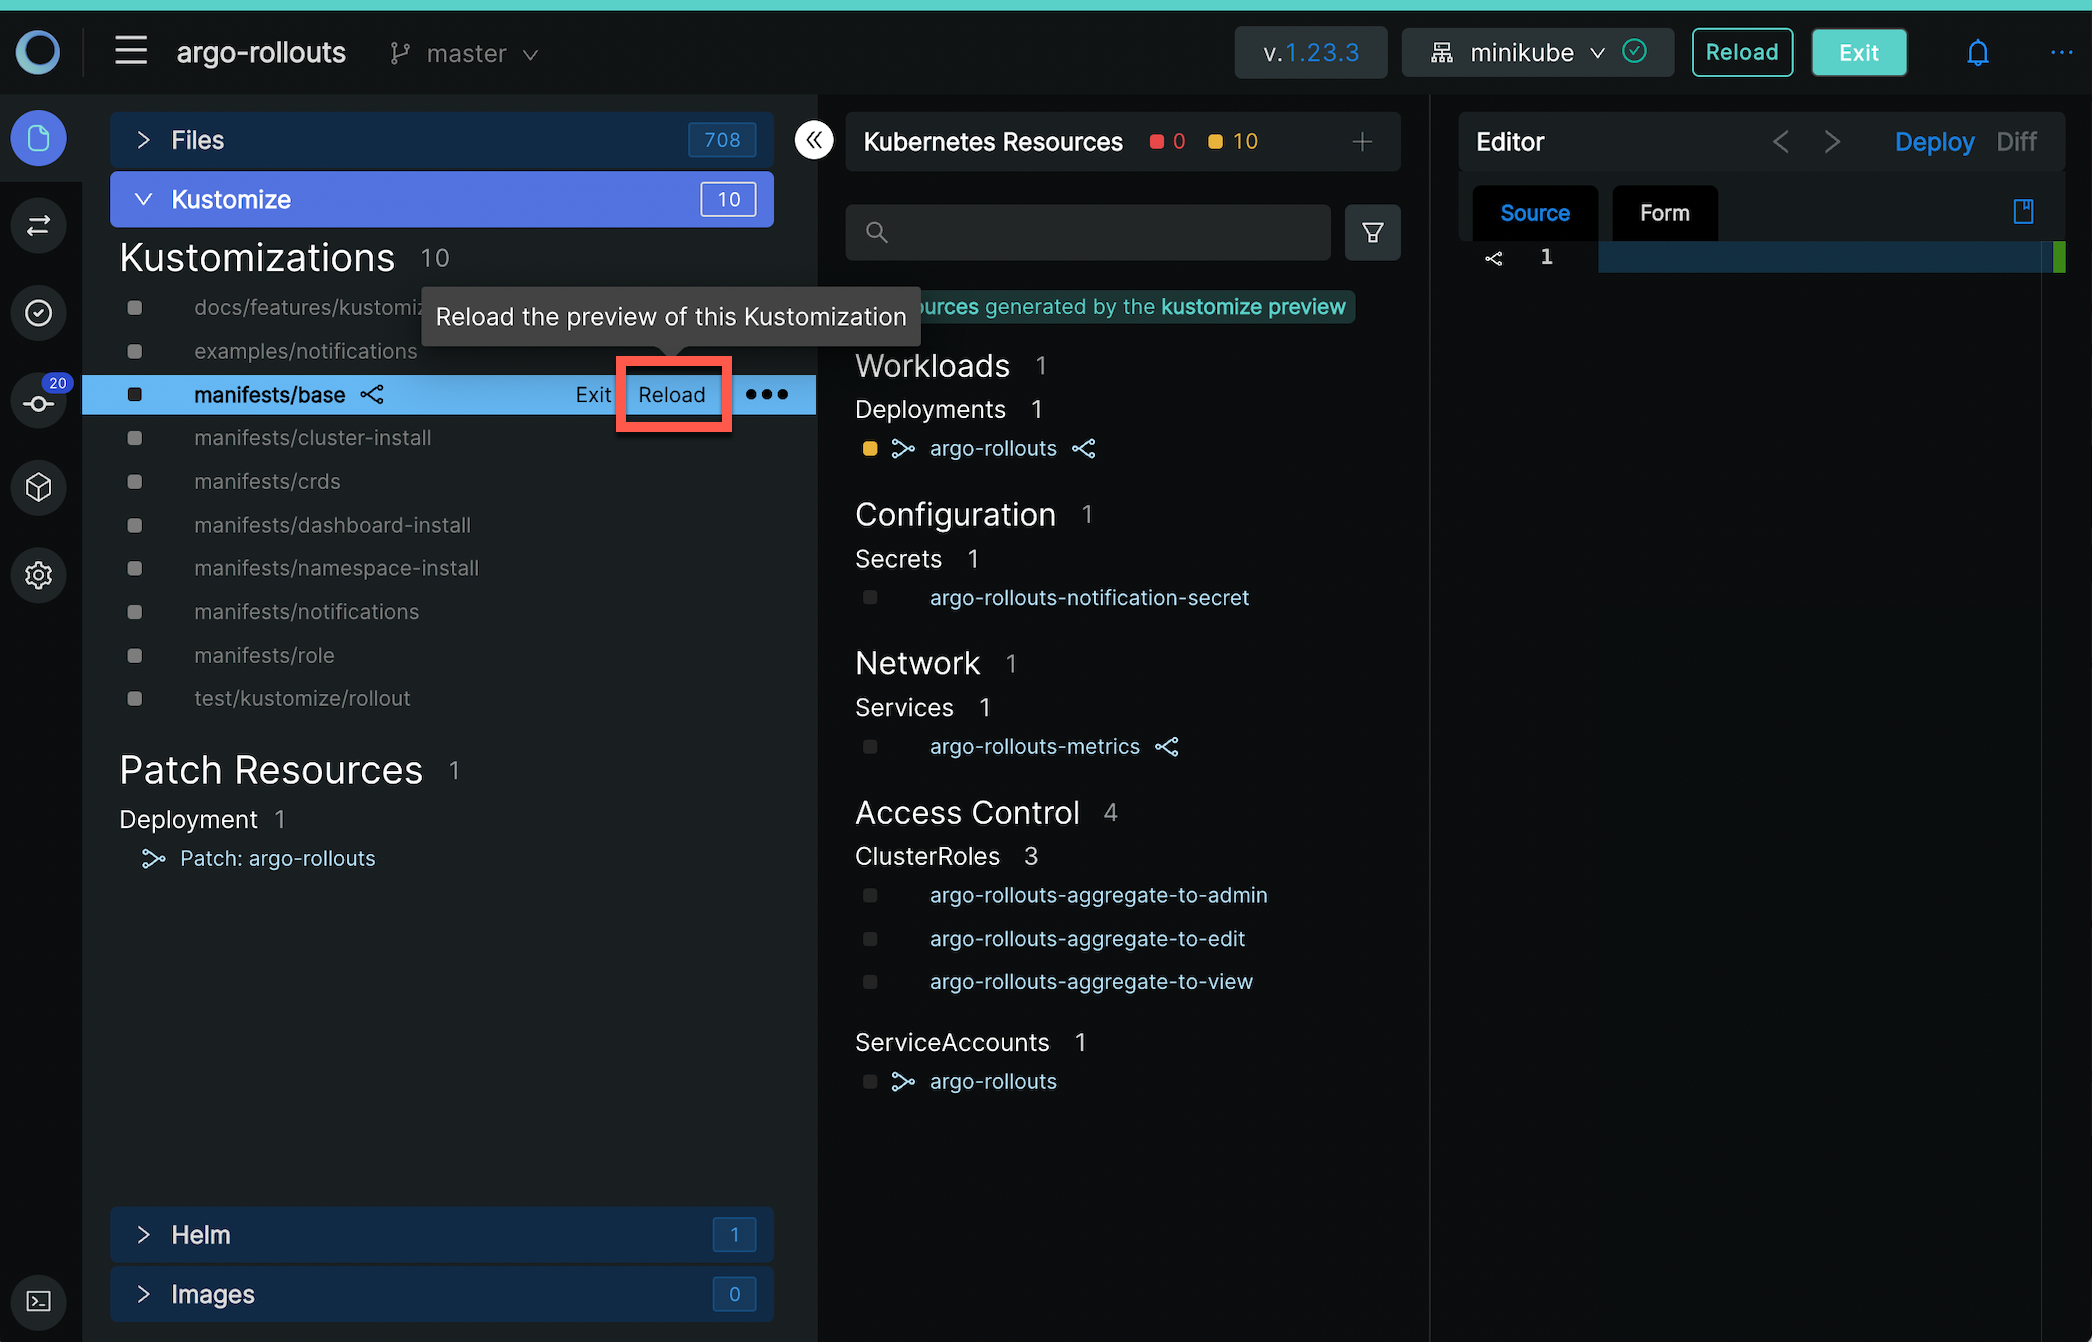 argo-rollouts
master
v.1.23.3
minikube
Reload
Exit
20
Files
708
Kustomize
10
Kustomizations 10
docs/features/kustomiz
examples/notifications
Reload the preview of this Kustomization
manifests/base
Exit
Reload
manifests/cluster-install
manifests/crds
manifests/dashboard-install
manifests/namespace-install
manifests/notifications
manifests/role
test/kustomize/rollout
Patch Resources 1
Deployment 1
Patch: argo-rollouts
Helm
1
Images
0
Kubernetes Resources 0 10
generated by the kustomize preview
Workloads 1
Deployments 1
argo-rollouts
Configuration 1
Secrets 1
argo-rollouts-notification-secret
Network 1
Services 1
argo-rollouts-metrics
Access Control 4
ClusterRoles 3
argo-rollouts-aggregate-to-admin
argo-rollouts-aggregate-to-edit
argo-rollouts-aggregate-to-view
ServiceAccounts 1
argo-rollouts
Editor
Deploy
Diff
Source
Form
1